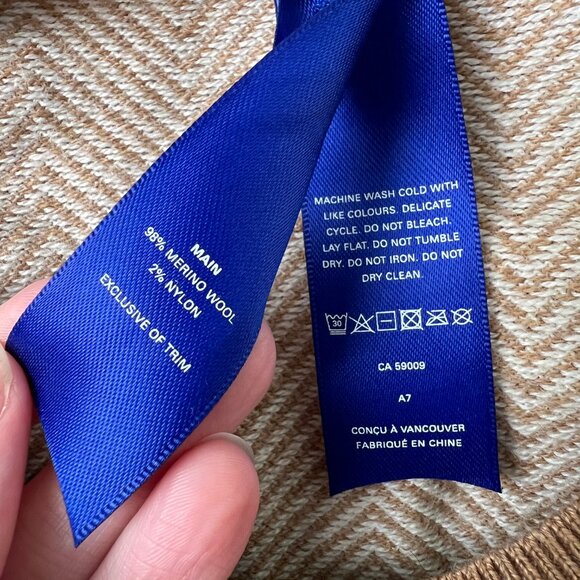 MAIN
98% MERINO WOOL
2% NYLON
EXCLUSIVE OF TRIM
MACHINE WASH COLD WITH
LIKE COLOURS. DELICATE
CYCLE. DO NOT BLEACH.
LAY FLAT. DO NOT TUMBLE
DRY. DO NOT IRON. DO NOT
DRY CLEAN.
30
CA 59009
A7
CONÇU À VANCOUVER
FABRIQUÉ EN CHINE